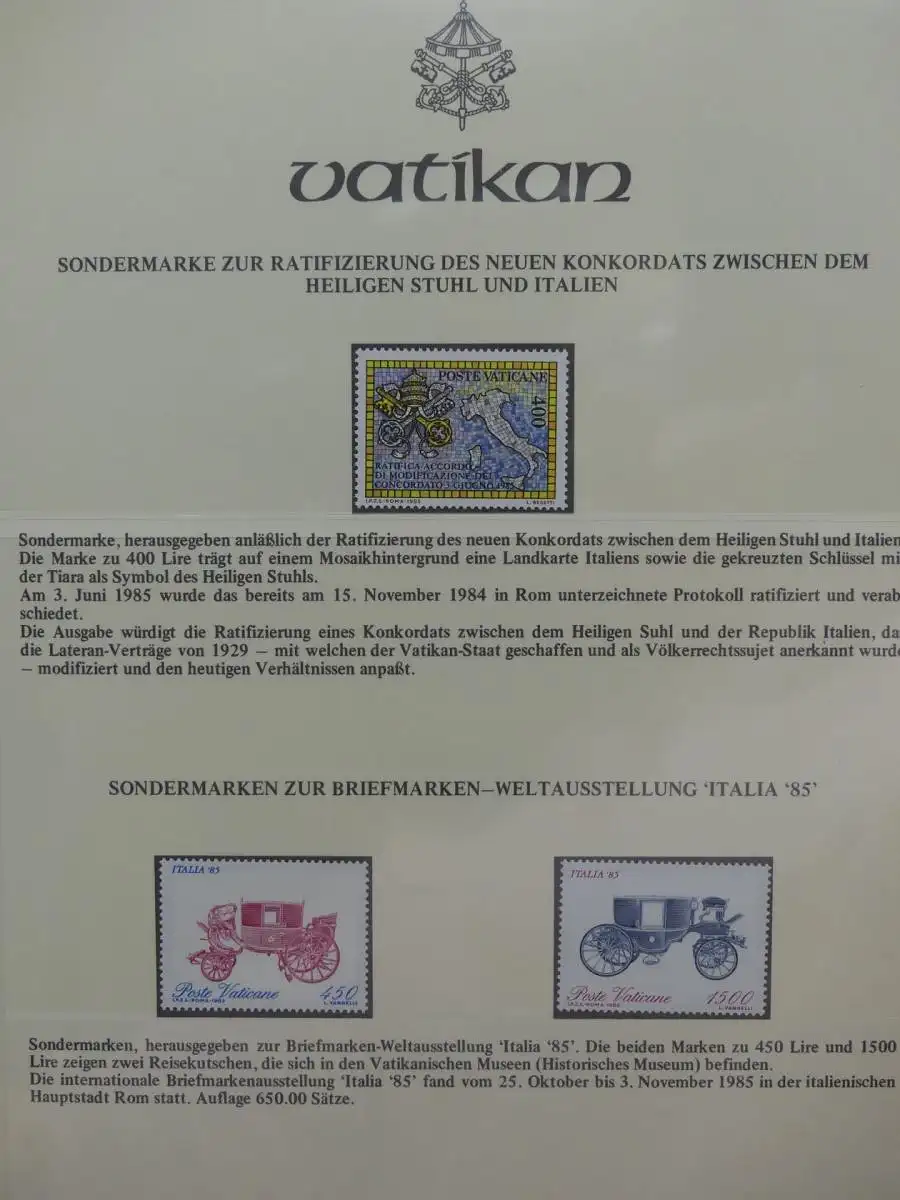 vatikan
SONDERMARKE ZUR RATIFIZIERUNG DES NEUEN KONKORDATS ZWISCHEN DEM
HEILIGEN STUHL UND ITALIEN
POSTE VATICANE
400
RATIFICA ACCORDO
DI MODIFICAZIONE DEL
CONCORDATO 3 GIUGNO 1985
I.P.Z.S. ROMA 1985
Sondermarke, herausgegeben anläßlich der Ratifizierung des neuen Konkordats zwischen dem Heiligen Stuhl und Italien
Die Marke zu 400 Lire trägt auf einem Mosaikhintergrund eine Landkarte Italiens sowie die gekreuzten Schlüssel mi
der Tiara als Symbol des Heiligen Stuhls.
Am 3. Juni 1985 wurde das bereits am 15. November 1984 in Rom unterzeichnete Protokoll ratifiziert und verab
schiedet.
Die Ausgabe würdigt die Ratifizierung eines Konkordats zwischen dem Heiligen Suhl und der Republik Italien, da
die Lateran-Verträge von 1929 – mit welchen der Vatikan-Staat geschaffen und als Völkerrechtssujet anerkannt wurde
– modifiziert und den heutigen Verhältnissen anpaßt.
SONDERMARKEN ZUR BRIEFMARKEN–WELTAUSSTELLUNG ‘ITALIA ‘85’
ITALIA '85
Poste Vaticane 450
I.P.Z.S. ROMA 1985 L. VANGELLI
ITALIA '85
Poste Vaticane 1500
I.P.Z.S. ROMA 1985 L. VANGELLI
Sondermarken, herausgegeben zur Briefmarken-Weltausstellung ‘Italia ‘85’. Die beiden Marken zu 450 Lire und 1500
Lire zeigen zwei Reisekutschen, die sich in den Vatikanischen Museen (Historisches Museum) befinden.
Die internationale Briefmarkenausstellung ‘Italia ‘85’ fand vom 25. Oktober bis 3. November 1985 in der italienischen
Hauptstadt Rom statt. Auflage 650.00 Sätze.